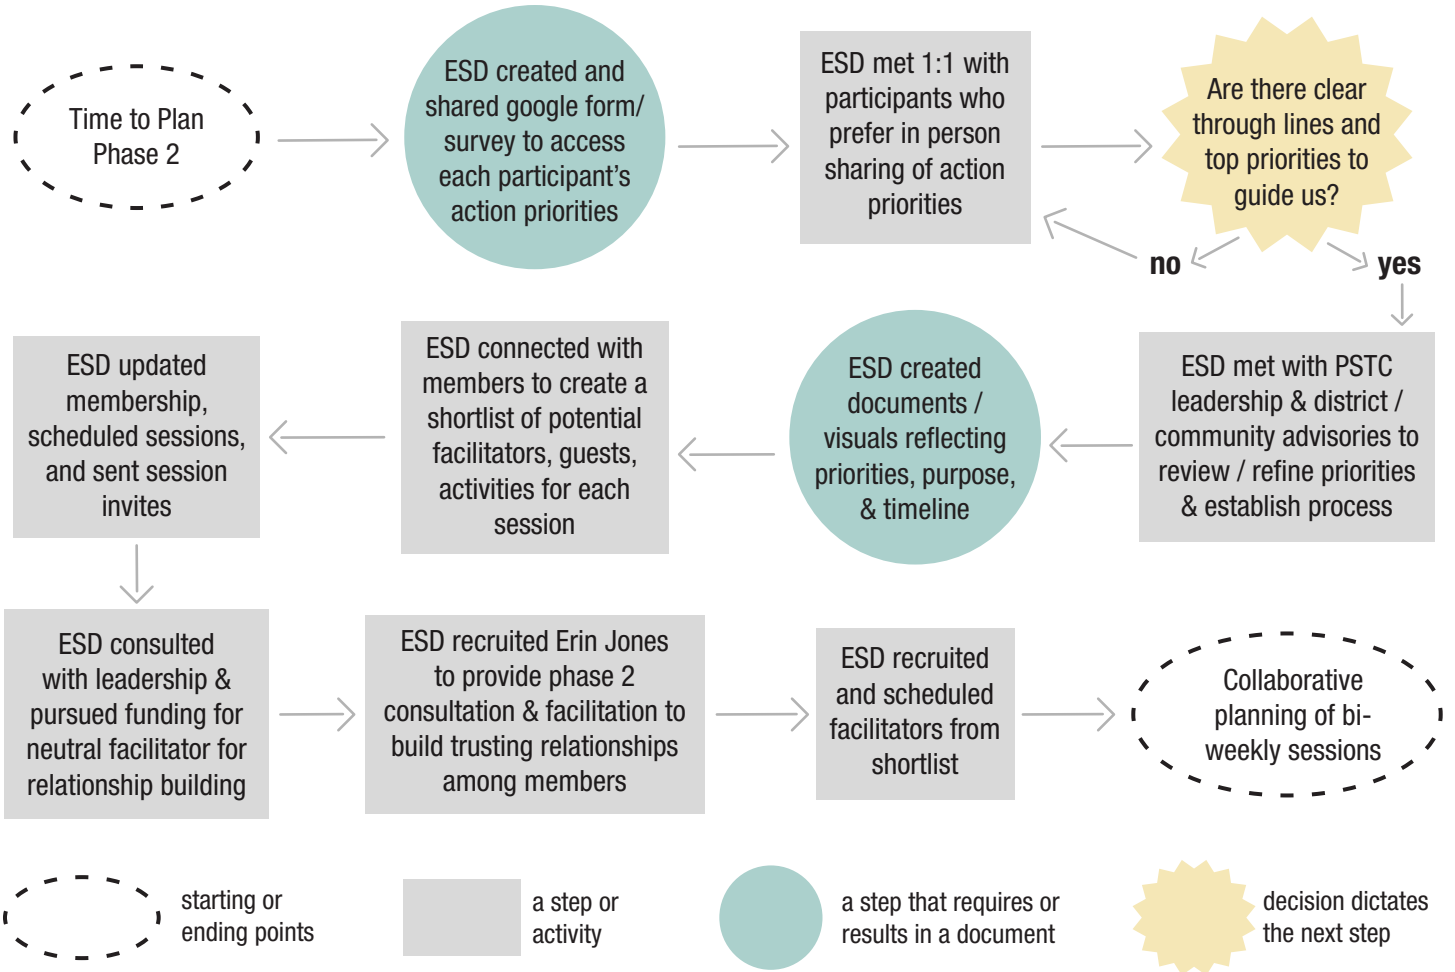 Time to Plan
Phase 2
ESD created and
shared google form/
survey to access
each participant’s
action priorities
ESD met 1:1 with
participants who
prefer in person
sharing of action
priorities
Are there clear
through lines and
top priorities to
guide us?
no
yes
ESD met with PSTC
leadership & district /
community advisories to
review / refine priorities
& establish process
ESD created
documents /
visuals reflecting
priorities, purpose,
& timeline
ESD connected with
members to create a
shortlist of potential
facilitators, guests,
activities for each
session
ESD updated
membership,
scheduled sessions,
and sent session
invites
ESD consulted
with leadership &
pursued funding for
neutral facilitator for
relationship building
ESD recruited Erin Jones
to provide phase 2
consultation & facilitation to
build trusting relationships
among members
ESD recruited
and scheduled
facilitators from
shortlist
Collaborative
planning of bi-
weekly sessions
starting or
ending points
a step or
activity
a step that requires or
results in a document
decision dictates
the next step